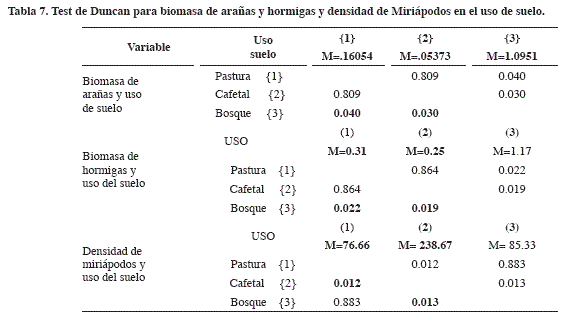 Tabla 7. Test de Duncan para biomasa de arañas y hormigas y densidad de Miriápodos en el uso de suelo.
Variable Uso suelo {1} M=.16054 {2} M=.05373 {3} M=1.0951
Biomasa de arañas y uso de suelo
Pastura {1} 0.809 0.040
Cafetal {2} 0.809 0.030
Bosque {3} 0.040 0.030
Biomasa de hormigas y uso del suelo
USO (1) M=0.31 (2) M=0.25 (3) M=1.17
Pastura {1} 0.864 0.022
Cafetal {2} 0.864 0.019
Bosque {3} 0.022 0.019
Densidad de miriápodos y uso del suelo
USO (1) M=76.66 (2) M= 238.67 (3) M= 85.33
Pastura {1} 0.012 0.883
Cafetal {2} 0.012 0.013
Bosque {3} 0.883 0.013